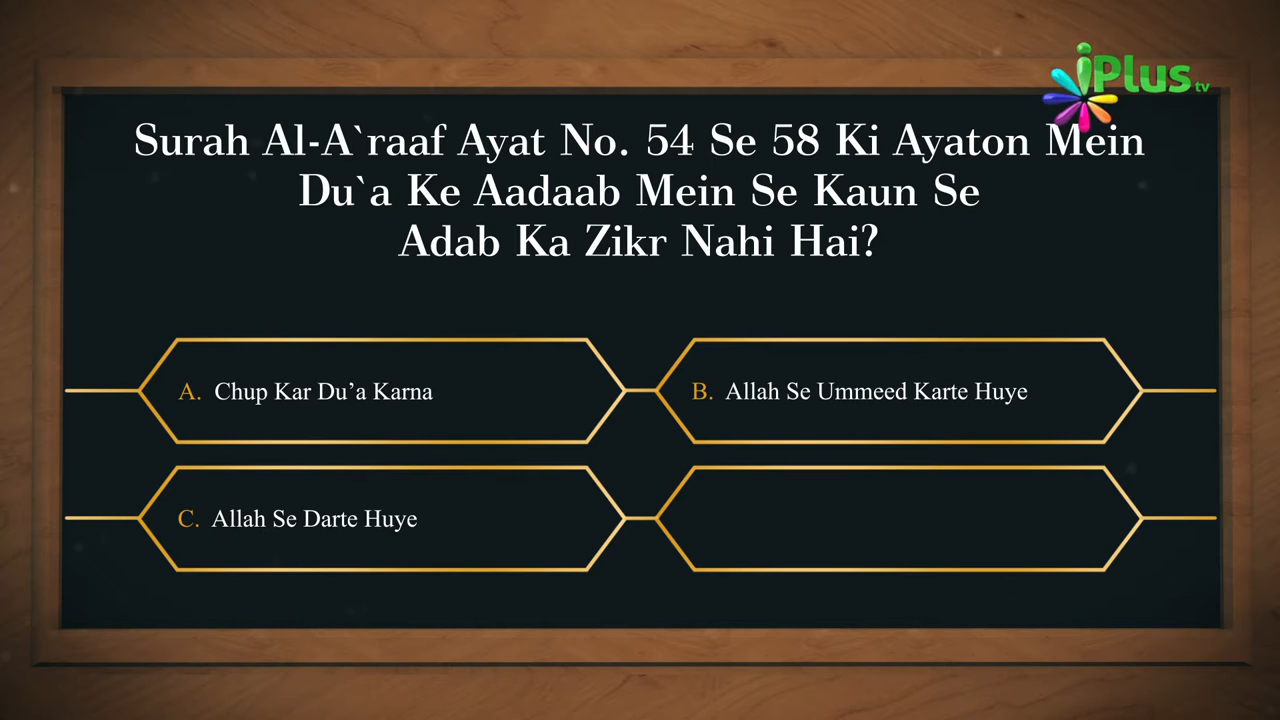 iPlus tv
Surah Al-A`raaf Ayat No. 54 Se 58 Ki Ayaton Mein
Du`a Ke Aadaab Mein Se Kaun Se
Adab Ka Zikr Nahi Hai?
A. Chup Kar Du’a Karna
B. Allah Se Ummeed Karte Huye
C. Allah Se Darte Huye